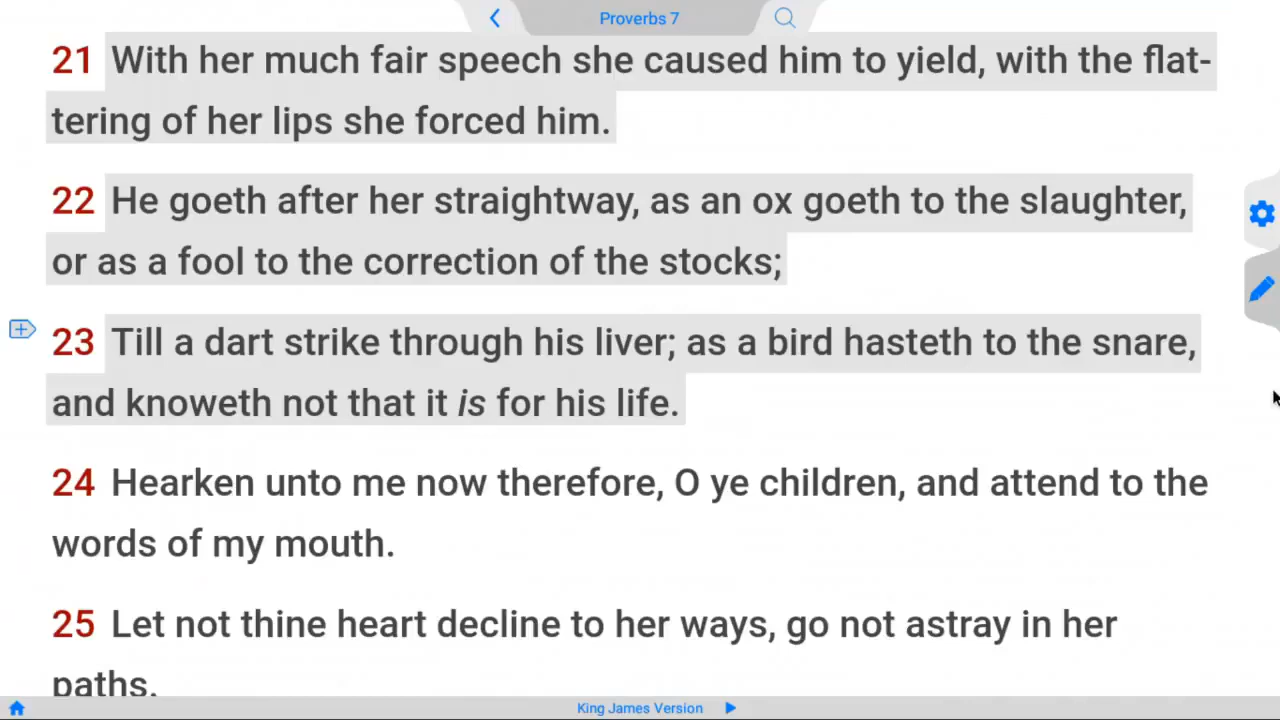 Proverbs 7
21 With her much fair speech she caused him to yield, with the flat-
tering of her lips she forced him.
22 He goeth after her straightway, as an ox goeth to the slaughter,
or as a fool to the correction of the stocks;
23 Till a dart strike through his liver; as a bird hasteth to the snare,
and knoweth not that it is for his life.
24 Hearken unto me now therefore, O ye children, and attend to the
words of my mouth.
25 Let not thine heart decline to her ways, go not astray in her
paths.
King James Version